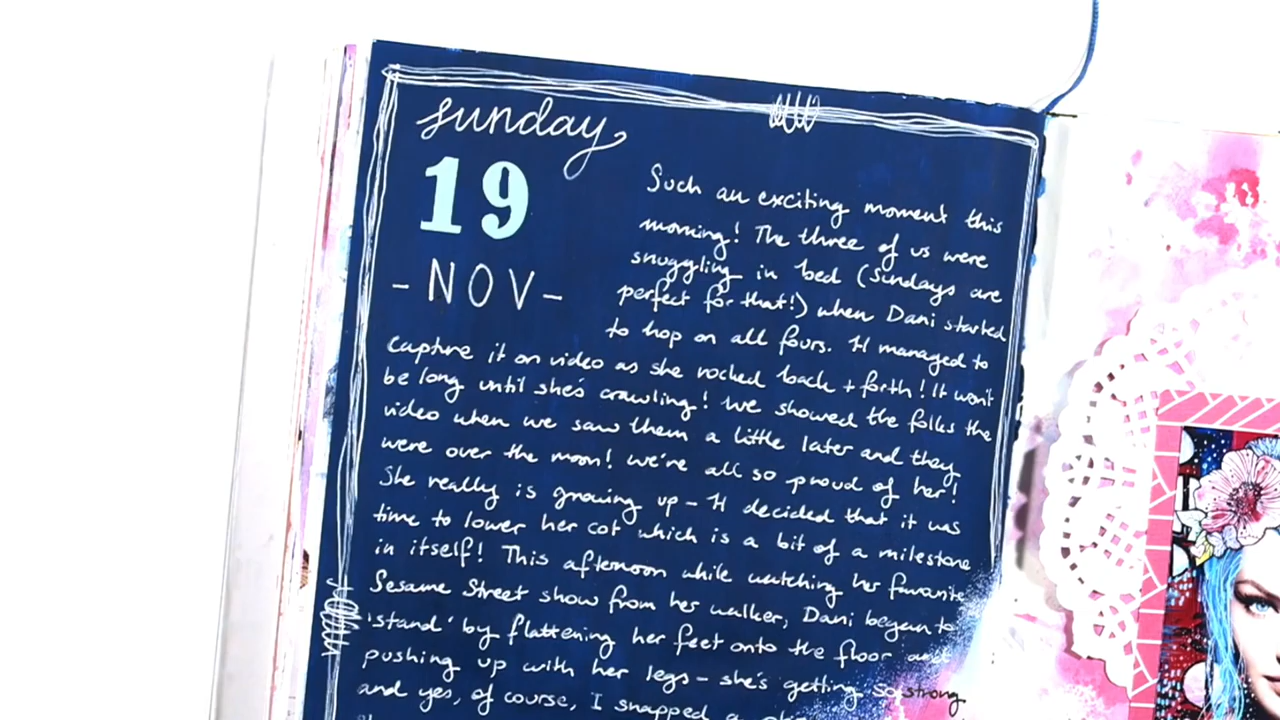 sunday
19
- NOV -
Such an exciting moment this
morning! The three of us were
snuggling in bed (Sundays are
perfect for that!) when Dani started
to hop on all fours. H managed to
capture it on video as she rocked back + forth! It won't
be long until she's crawling! We showed the folks the
video when we saw them a little later and they
were over the moon! We're all so proud of her!
She really is growing up - H decided that it was
time to lower her cot which is a bit of a milestone
in itself! This afternoon while watching her favourite
Sesame Street show from her walker, Dani began to
'stand' by flattening her feet onto the floor and
pushing up with her legs - she's getting so strong
and yes, of course, I snapped a